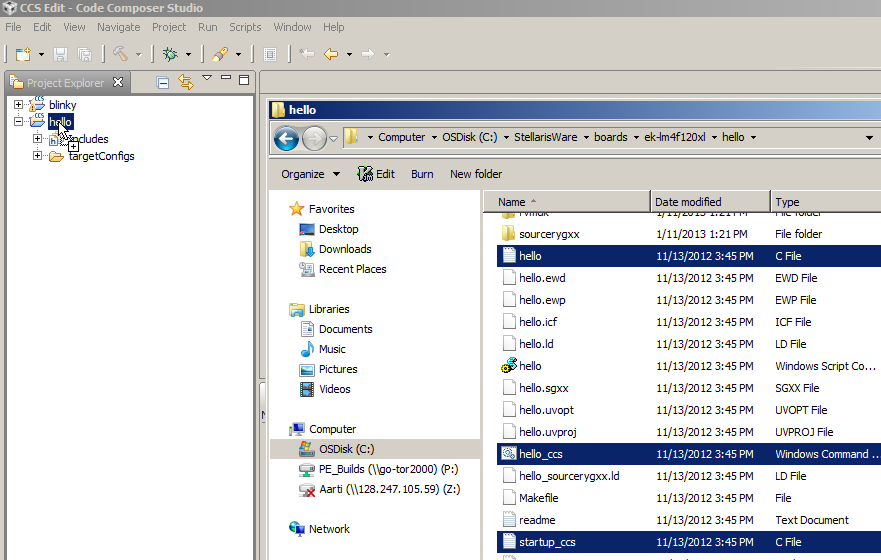 CCS Edit - Code Composer Studio
File Edit View Navigate Project Run Scripts Window Help
Project Explorer
blinky
hello
Includes
targetConfigs
hello
Computer OSDisk (C:) StellarisWare boards ek-lm4f120xl hello
Organize Edit Burn New folder
Favorites
Desktop
Downloads
Recent Places
Libraries
Documents
Music
Pictures
Videos
Computer
OSDisk (C:)
PE_Builds (\\go-tor2000) (P:)
Aarti (\\128.247.105.59) (Z:)
Network
Name Date modified Type
rvmdk 1/11/2013 1:21 PM File folder
sourcerygxx 1/11/2013 1:21 PM File folder
hello 11/13/2012 3:45 PM C File
hello.ewd 11/13/2012 3:45 PM EWD File
hello.ewp 11/13/2012 3:45 PM EWP File
hello.icf 11/13/2012 3:45 PM ICF File
hello.ld 11/13/2012 3:45 PM LD File
hello 11/13/2012 3:45 PM Windows Script Co...
hello.sgxx 11/13/2012 3:45 PM SGXX File
hello.uvopt 11/13/2012 3:45 PM UVOPT File
hello.uvproj 11/13/2012 3:45 PM UVPROJ File
hello_ccs 11/13/2012 3:45 PM Windows Command ...
hello_sourcerygxx.ld 11/13/2012 3:45 PM LD File
Makefile 11/13/2012 3:45 PM File
readme 11/13/2012 3:45 PM Text Document
startup_ccs 11/13/2012 3:45 PM C File